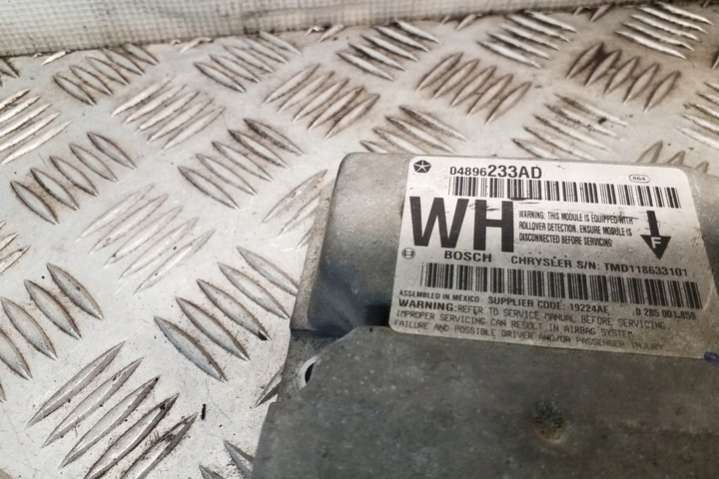 04896233AD
WH
WARNING: THIS MODULE IS EQUIPPED WITH
ROLLOVER DETECTION. ENSURE MODULE IS
DISCONNECTED BEFORE SERVICING
F
BOSCH CHRYSLER S/N: TMD118633101
ASSEMBLED IN MEXICO SUPPLIER CODE: 19224AE
WARNING: REFER TO SERVICE MANUAL BEFORE SERVICING
IMPROPER SERVICING CAN RESULT IN AIRBAG SYSTEM
FAILURE AND POSSIBLE DRIVER AND/OR PASSENGER INJURY